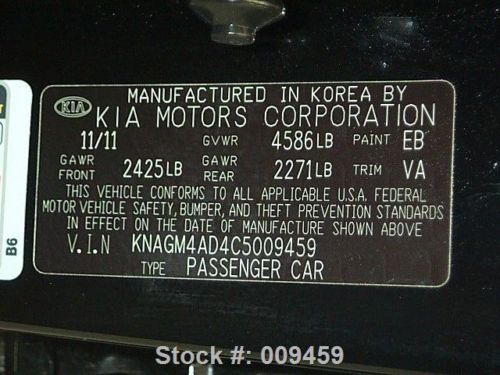 MANUFACTURED IN KOREA BY
KIA KIA MOTORS CORPORATION
11/11 GVWR 4586LB PAINT EB
GAWR FRONT 2425LB GAWR REAR 2271LB TRIM VA
THIS VEHICLE CONFORMS TO ALL APPLICABLE U.S.A. FEDERAL
MOTOR VEHICLE SAFETY, BUMPER, AND THEFT PREVENTION STANDARDS
IN EFFECT ON THE DATE OF MANUFACTURE SHOWN ABOVE
V.I.N KNAGM4AD4C5009459
TYPE PASSENGER CAR
B6
Stock #: 009459